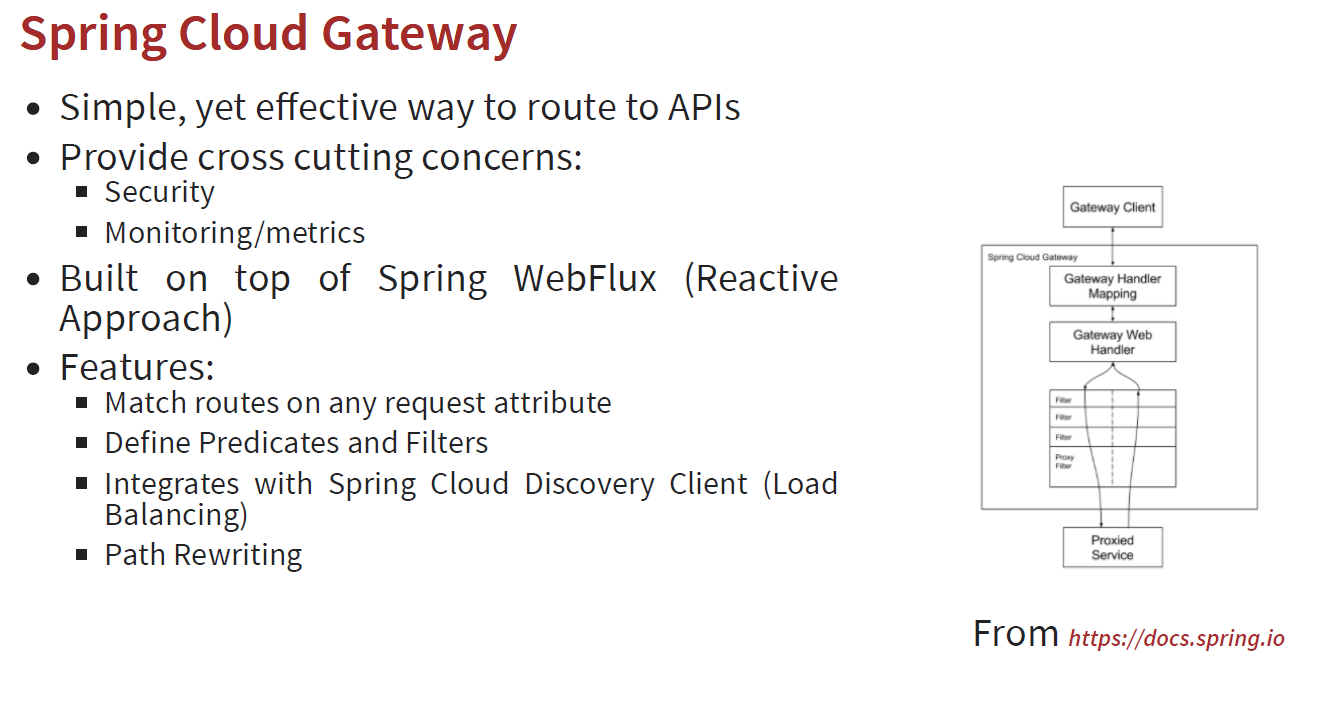 Spring Cloud Gateway
Simple, yet effective way to route to APIs
Provide cross cutting concerns:
Security
Monitoring/metrics
Built on top of Spring WebFlux (Reactive
Approach)
Features:
Match routes on any request attribute
Define Predicates and Filters
Integrates with Spring Cloud Discovery Client (Load
Balancing)
Path Rewriting
Gateway Client
Spring Cloud Gateway
Gateway Handler
Mapping
Gateway Web
Handler
Filter
Filter
Filter
Proxy
Filter
Proxied
Service
From https://docs.spring.io